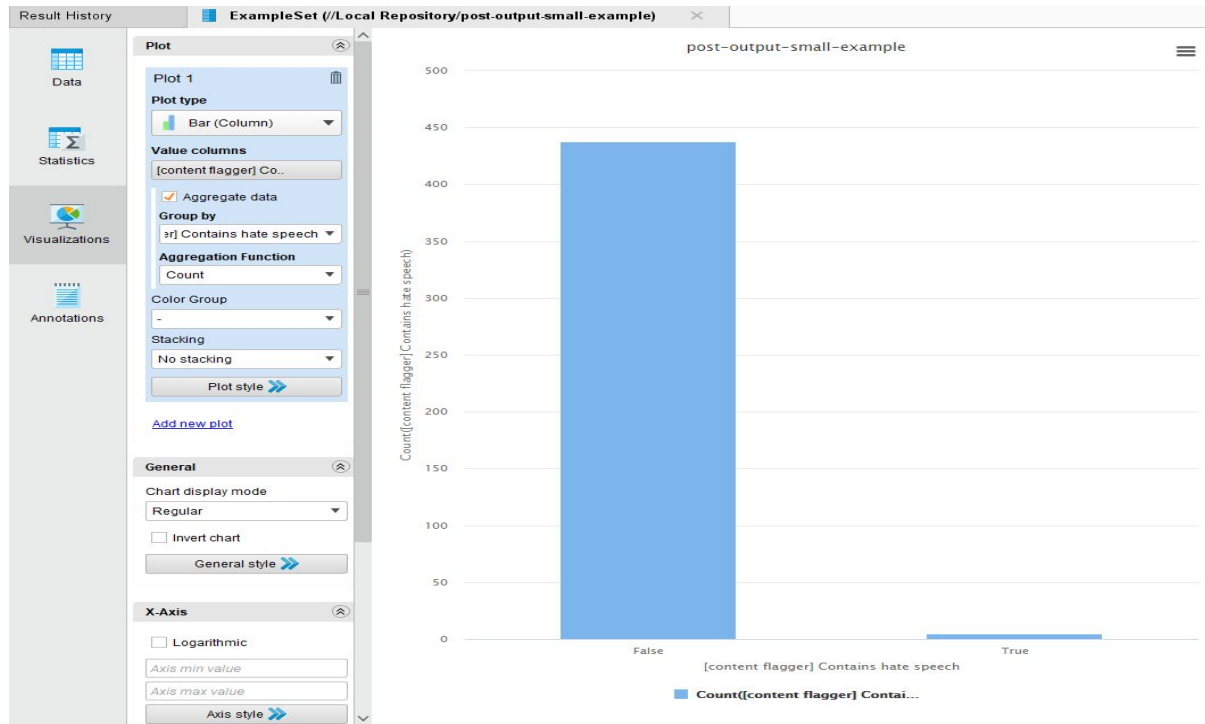 Result History
ExampleSet (//Local Repository/post-output-small-example)
Data
Statistics
Visualizations
Annotations
Plot
Plot 1
Plot type
Bar (Column)
Value columns
[content flagger] Co..
Aggregate data
Group by
er] Contains hate speech
Aggregation Function
Count
Color Group
-
Stacking
No stacking
Plot style
Add new plot
General
Chart display mode
Regular
Invert chart
General style
X-Axis
Logarithmic
Axis min value
Axis max value
Axis style
post-output-small-example
500
450
400
350
300
250
200
150
100
50
0
Count([content flagger] Contains hate speech)
False
True
[content flagger] Contains hate speech
Count([content flagger] Contai...